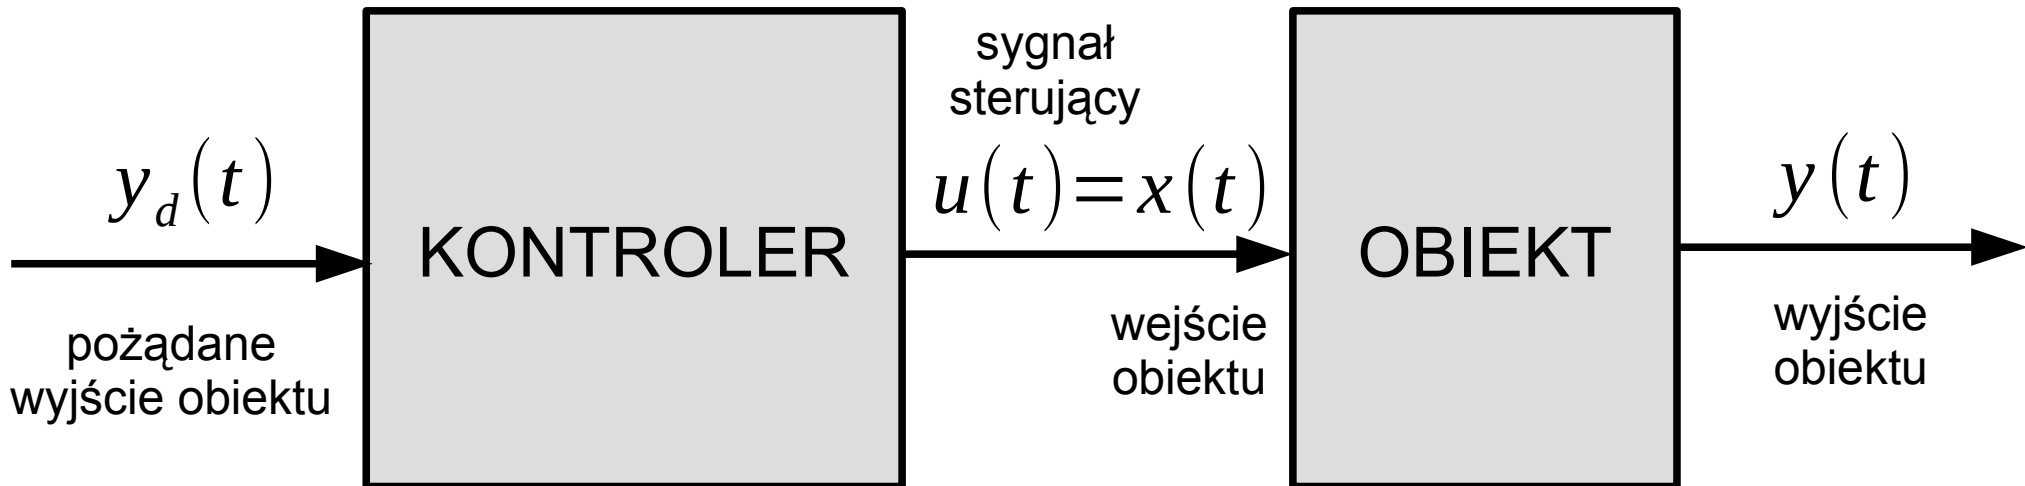 y_d(t)
pożądane
wyjście obiektu
KONTROLER
sygnał
sterujący
u(t)=x(t)
wejście
obiektu
OBIEKT
y(t)
wyjście
obiektu